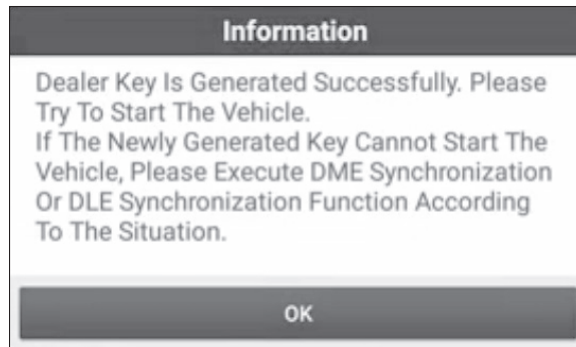 Information
Dealer Key Is Generated Successfully. Please
Try To Start The Vehicle.
If The Newly Generated Key Cannot Start The
Vehicle, Please Execute DME Synchronization
Or DLE Synchronization Function According
To The Situation.
OK